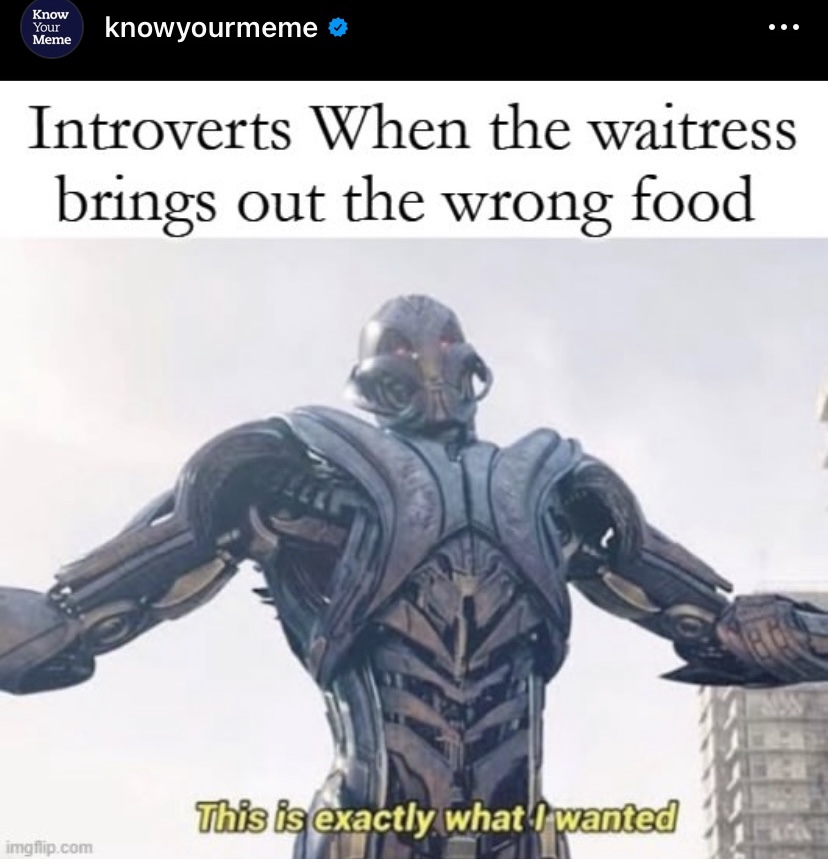 Know
Your
Meme
knowyourmeme
Introverts When the waitress
brings out the wrong food
This is exactly what I wanted
imgflip.com